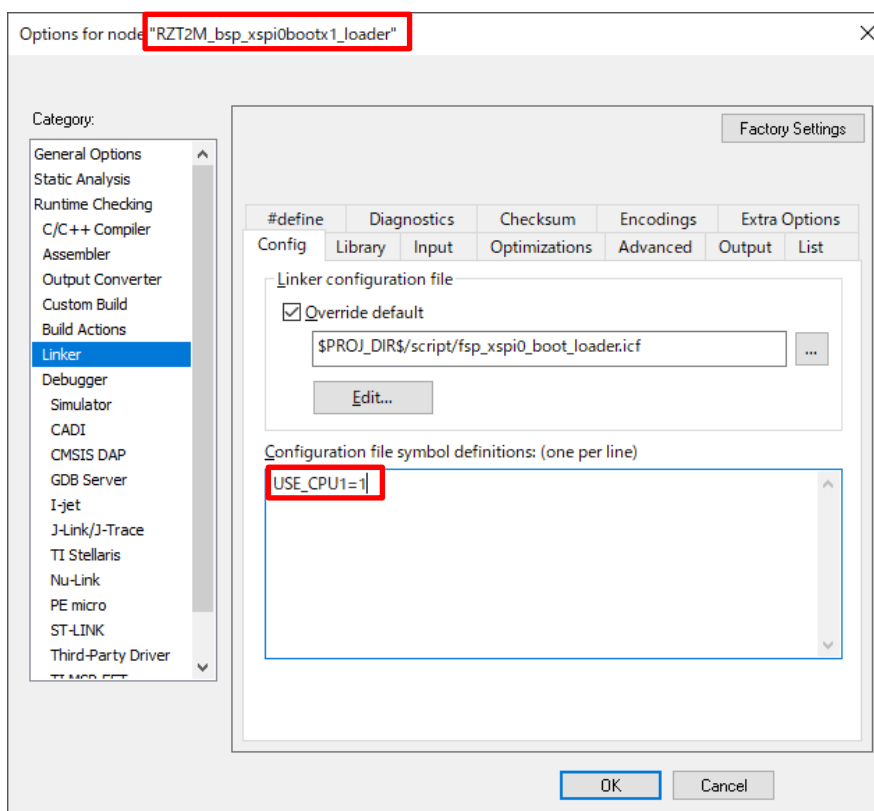 Options for node "RZT2M_bsp_xspi0bootx1_loader"
Category:
General Options
Static Analysis
Runtime Checking
C/C++ Compiler
Assembler
Output Converter
Custom Build
Build Actions
Linker
Debugger
Simulator
CADI
CMSIS DAP
GDB Server
I-jet
J-Link/J-Trace
TI Stellaris
Nu-Link
PE micro
ST-LINK
Third-Party Driver
Factory Settings
#define Diagnostics Checksum Encodings Extra Options
Config Library Input Optimizations Advanced Output List
Linker configuration file
Override default
$PROJ_DIR$/script/fsp_xspi0_boot_loader.icf
...
Edit...
Configuration file symbol definitions: (one per line)
USE_CPU1=1
OK Cancel